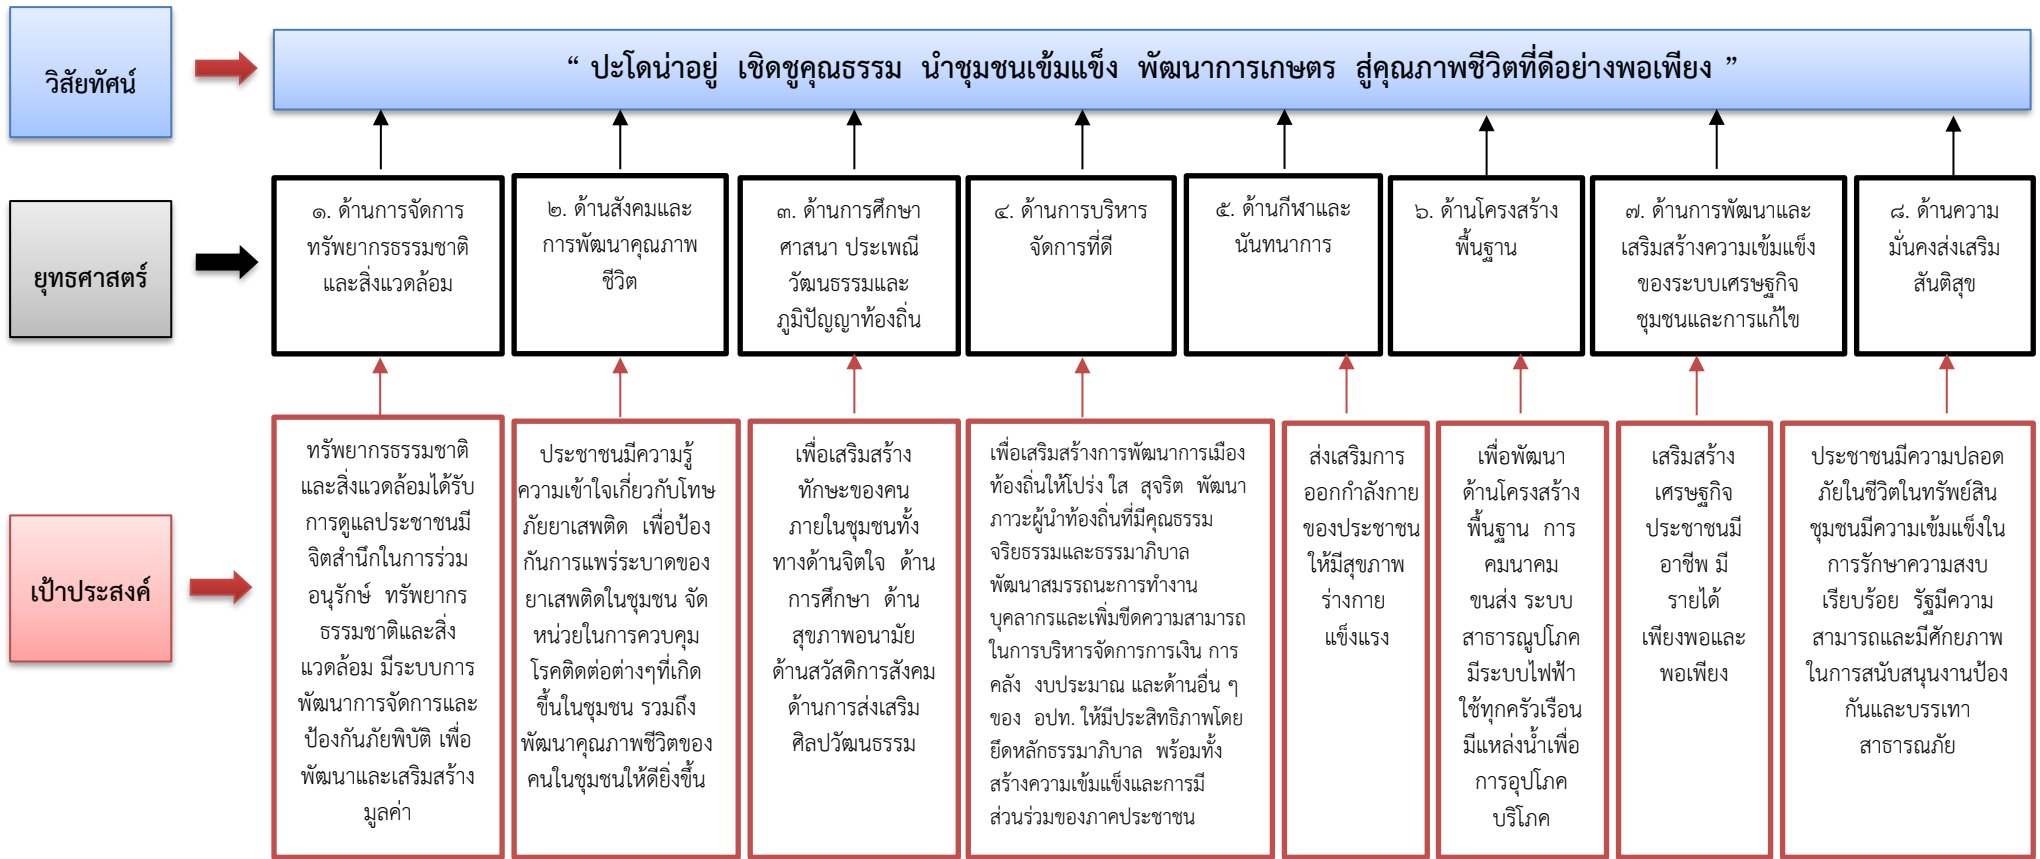 วิสัยทัศน์
“ ปะโดน่าอยู่ เชิดชูคุณธรรม นำชุมชนเข้มแข็ง พัฒนาการเกษตร สู่คุณภาพชีวิตที่ดีอย่างพอเพียง ”
ยุทธศาสตร์
๑. ด้านการจัดการ
ทรัพยากรธรรมชาติ
และสิ่งแวดล้อม
๒. ด้านสังคมและ
การพัฒนาคุณภาพ
ชีวิต
๓. ด้านการศึกษา
ศาสนา ประเพณี
วัฒนธรรมและ
ภูมิปัญญาท้องถิ่น
๔. ด้านการบริหาร
จัดการที่ดี
๕. ด้านกีฬาและ
นันทนาการ
๖. ด้านโครงสร้าง
พื้นฐาน
๗. ด้านการพัฒนาและ
เสริมสร้างความเข้มแข็ง
ของระบบเศรษฐกิจ
ชุมชนและการแก้ไข
๘. ด้านความ
มั่นคงส่งเสริม
สันติสุข
เป้าประสงค์
ทรัพยากรธรรมชาติ
และสิ่งแวดล้อมได้รับ
การดูแลประชาชนมี
จิตสำนึกในการร่วม
อนุรักษ์ ทรัพยากร
ธรรมชาติและสิ่ง
แวดล้อม มีระบบการ
พัฒนาการจัดการและ
ป้องกันภัยพิบัติ เพื่อ
พัฒนาและเสริมสร้าง
มูลค่า
ประชาชนมีความรู้
ความเข้าใจเกี่ยวกับโทษ
ภัยยาเสพติด เพื่อป้อง
กันการแพร่ระบาดของ
ยาเสพติดในชุมชน จัด
หน่วยในการควบคุม
โรคติดต่อต่างๆที่เกิด
ขึ้นในชุมชน รวมถึง
พัฒนาคุณภาพชีวิตของ
คนในชุมชนให้ดียิ่งขึ้น
เพื่อเสริมสร้าง
ทักษะของคน
ภายในชุมชนทั้ง
ทางด้านจิตใจ ด้าน
การศึกษา ด้าน
สุขภาพอนามัย
ด้านสวัสดิการสังคม
ด้านการส่งเสริม
ศิลปวัฒนธรรม
เพื่อเสริมสร้างการพัฒนาการเมือง
ท้องถิ่นให้โปร่ง ใส สุจริต พัฒนา
ภาวะผู้นำท้องถิ่นที่มีคุณธรรม
จริยธรรมและธรรมาภิบาล
พัฒนาสมรรถนะการทำงาน
บุคลากรและเพิ่มขีดความสามารถ
ในการบริหารจัดการการเงิน การ
คลัง งบประมาณ และด้านอื่น ๆ
ของ อปท. ให้มีประสิทธิภาพโดย
ยึดหลักธรรมาภิบาล พร้อมทั้ง
สร้างความเข้มแข็งและการมี
ส่วนร่วมของภาคประชาชน
ส่งเสริมการ
ออกกำลังกาย
ของประชาชน
ให้มีสุขภาพ
ร่างกาย
แข็งแรง
เพื่อพัฒนา
ด้านโครงสร้าง
พื้นฐาน การ
คมนาคม
ขนส่ง ระบบ
สาธารณูปโภค
มีระบบไฟฟ้า
ใช้ทุกครัวเรือน
มีแหล่งน้ำเพื่อ
การอุปโภค
บริโภค
เสริมสร้าง
เศรษฐกิจ
ประชาชนมี
อาชีพ มี
รายได้
เพียงพอและ
พอเพียง
ประชาชนมีความปลอด
ภัยในชีวิตในทรัพย์สิน
ชุมชนมีความเข้มแข็งใน
การรักษาความสงบ
เรียบร้อย รัฐมีความ
สามารถและมีศักยภาพ
ในการสนับสนุนงานป้อง
กันและบรรเทา
สาธารณภัย